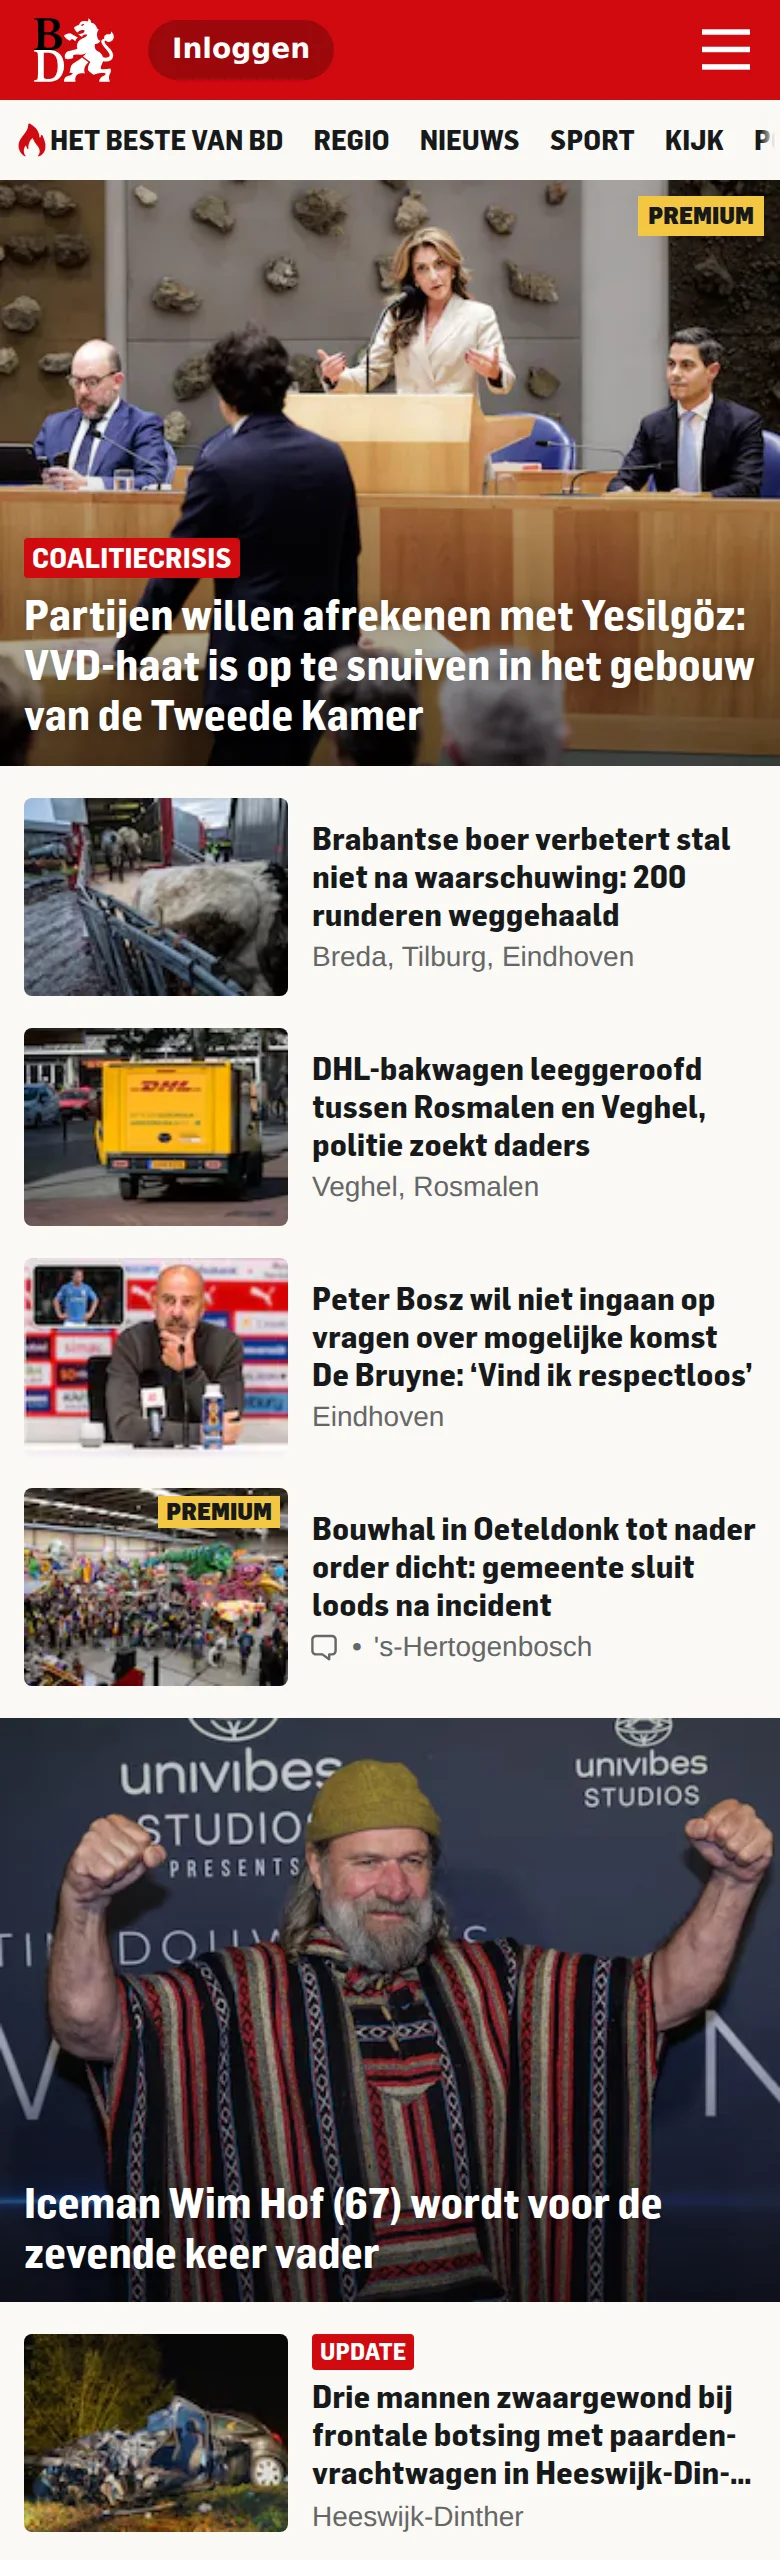 BD
Inloggen
HET BESTE VAN BD REGIO NIEUWS SPORT KIJK
PREMIUM
COALITIECRISIS
Partijen willen afrekenen met Yesilgöz:
VVD-haat is op te snuiven in het gebouw
van de Tweede Kamer
Brabantse boer verbetert stal
niet na waarschuwing: 200
runderen weggehaald
Breda, Tilburg, Eindhoven
DHL
DHL-bakwagen leeggeroofd
tussen Rosmalen en Veghel,
politie zoekt daders
Veghel, Rosmalen
Peter Bosz wil niet ingaan op
vragen over mogelijke komst
De Bruyne: ‘Vind ik respectloos’
Eindhoven
PREMIUM
Bouwhal in Oeteldonk tot nader
order dicht: gemeente sluit
loods na incident
• 's-Hertogenbosch
univibes
STUDIO
PRESENTS
univibes
STUDIOS
Iceman Wim Hof (67) wordt voor de
zevende keer vader
UPDATE
Drie mannen zwaargewond bij
frontale botsing met paarden-
vrachtwagen in Heeswijk-Din-...
Heeswijk-Dinther